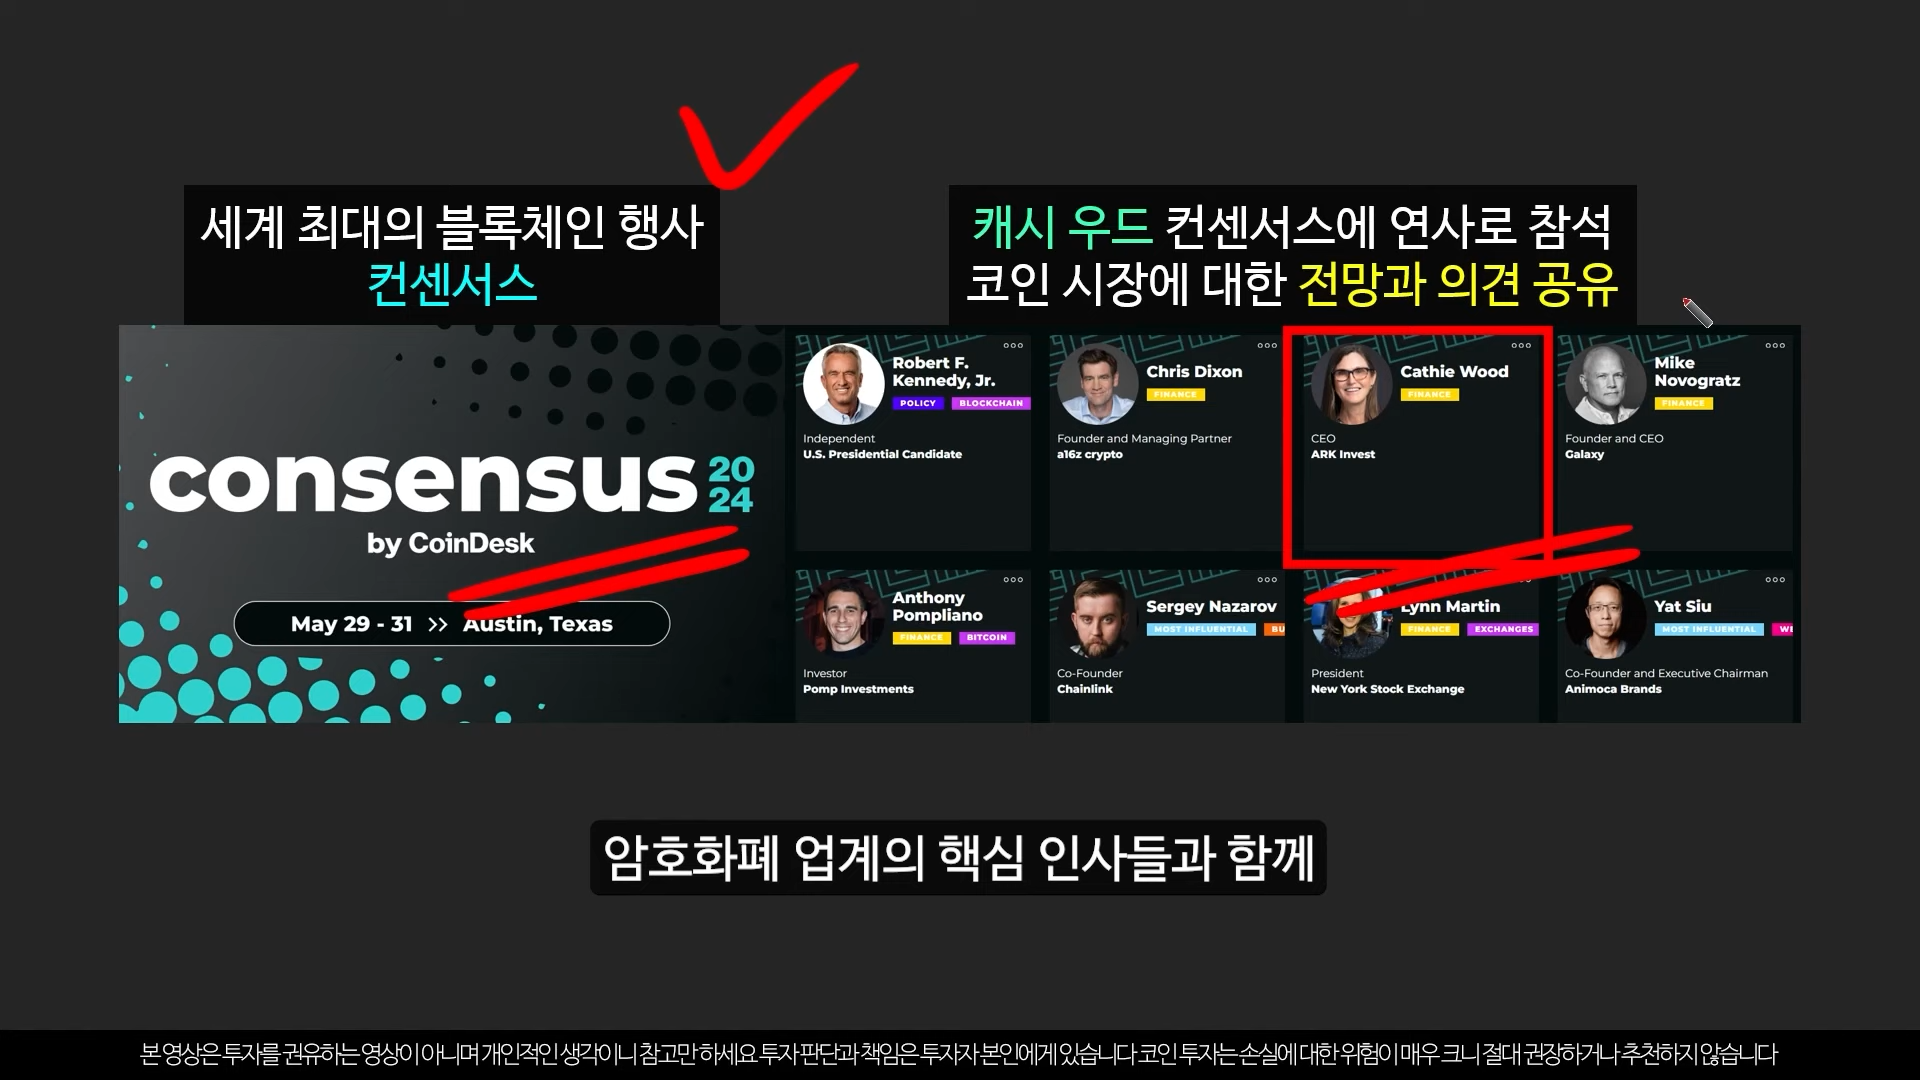 세계 최대의 블록체인 행사
컨센서스
캐시 우드 컨센서스에 연사로 참석
코인 시장에 대한 전망과 의견 공유
consensus 2024
by CoinDesk
May 29 - 31 >> Austin, Texas
Robert F.
Kennedy, Jr.
POLICY BLOCKCHAIN
Independent
U.S. Presidential Candidate
Chris Dixon
FINANCE
Founder and Managing Partner
a16z crypto
Cathie Wood
FINANCE
CEO
ARK Invest
Mike
Novogratz
FINANCE
Founder and CEO
Galaxy
Anthony
Pompliano
FINANCE BITCOIN
Investor
Pomp Investments
Sergey Nazarov
MOST INFLUENTIAL BU
Co-Founder
Chainlink
Lynn Martin
FINANCE EXCHANGES
President
New York Stock Exchange
Yat Siu
MOST INFLUENTIAL WE
Co-Founder and Executive Chairman
Animoca Brands
암호화폐 업계의 핵심 인사들과 함께
본 영상은 투자를 권유하는 영상이 아니며 개인적인 생각이니 참고만 하세요 투자 판단과 책임은 투자자 본인에게 있습니다 코인 투자는 손실에 대한 위험이 매우 크니 절대 권장하거나 추천하지 않습니다